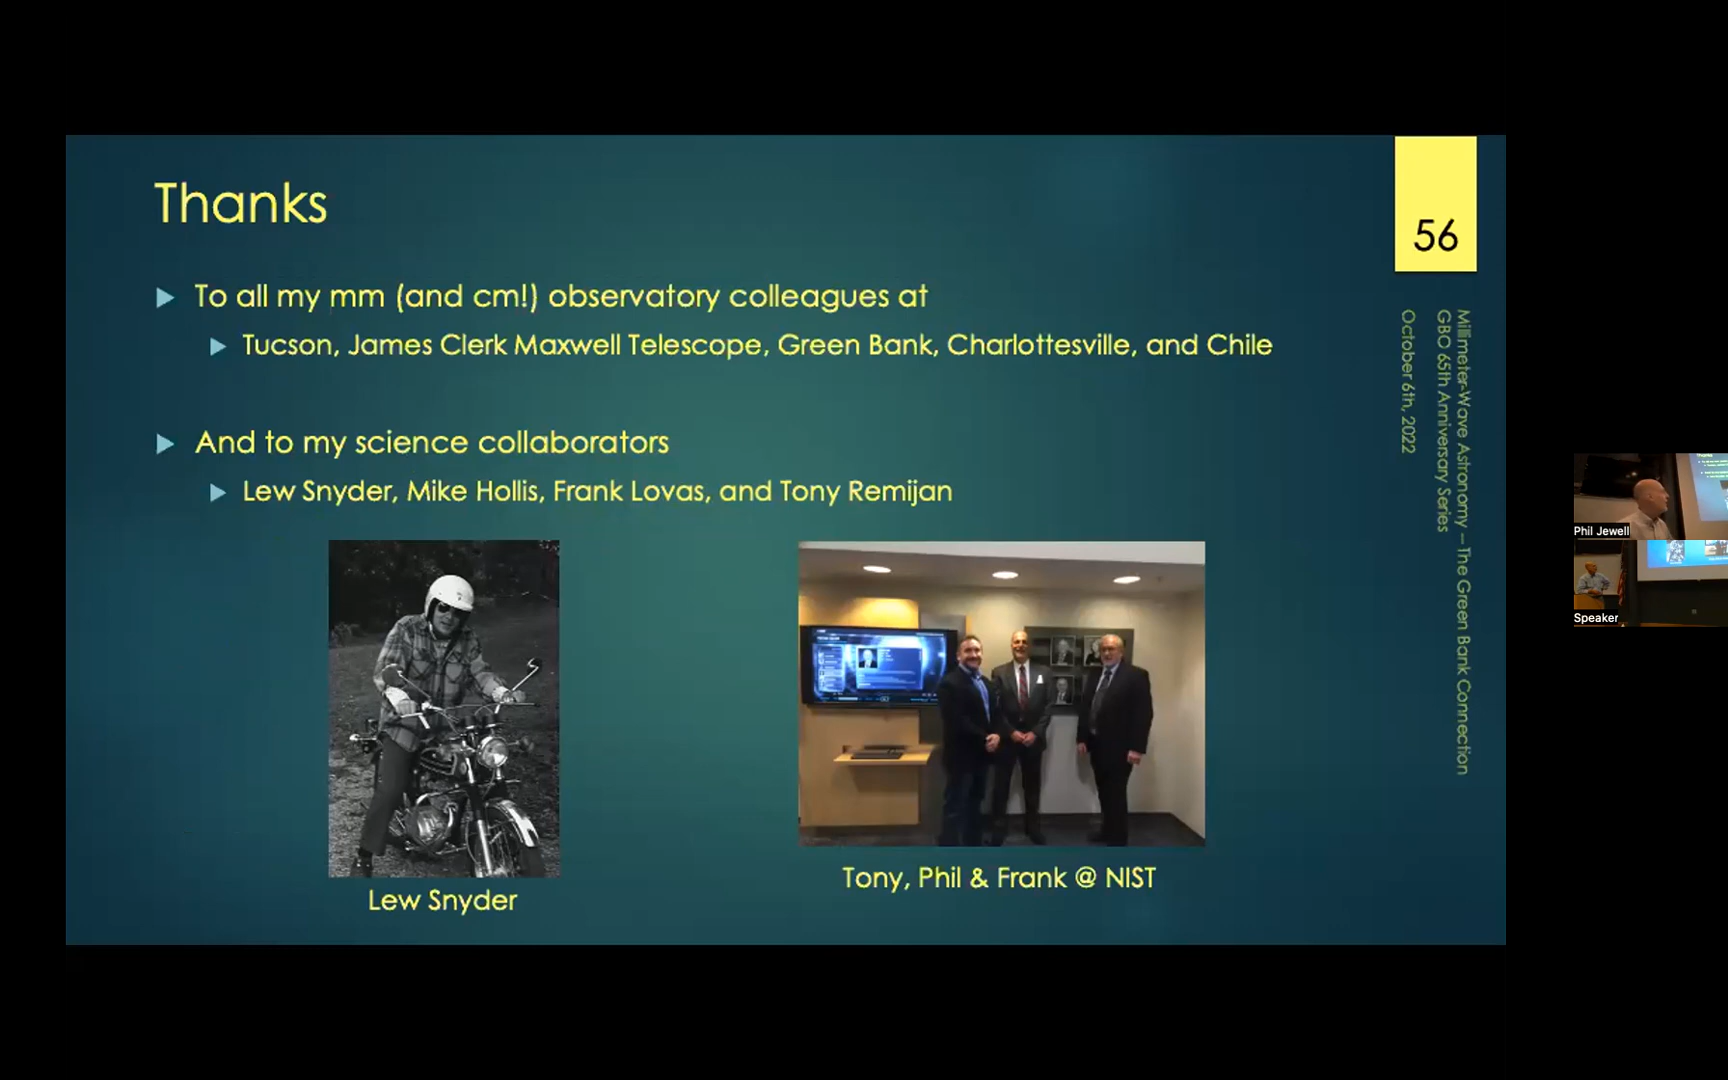 Thanks
56
To all my mm (and cm!) observatory colleagues at
Tucson, James Clerk Maxwell Telescope, Green Bank, Charlottesville, and Chile
And to my science collaborators
Lew Snyder, Mike Hollis, Frank Lovas, and Tony Remijan
Lew Snyder
Tony, Phil & Frank @ NIST
Millimeter-Wave Astronomy – The Green Bank Connection
GBO 65th Anniversary Series
October 6th, 2022
Phil Jewell
Speaker